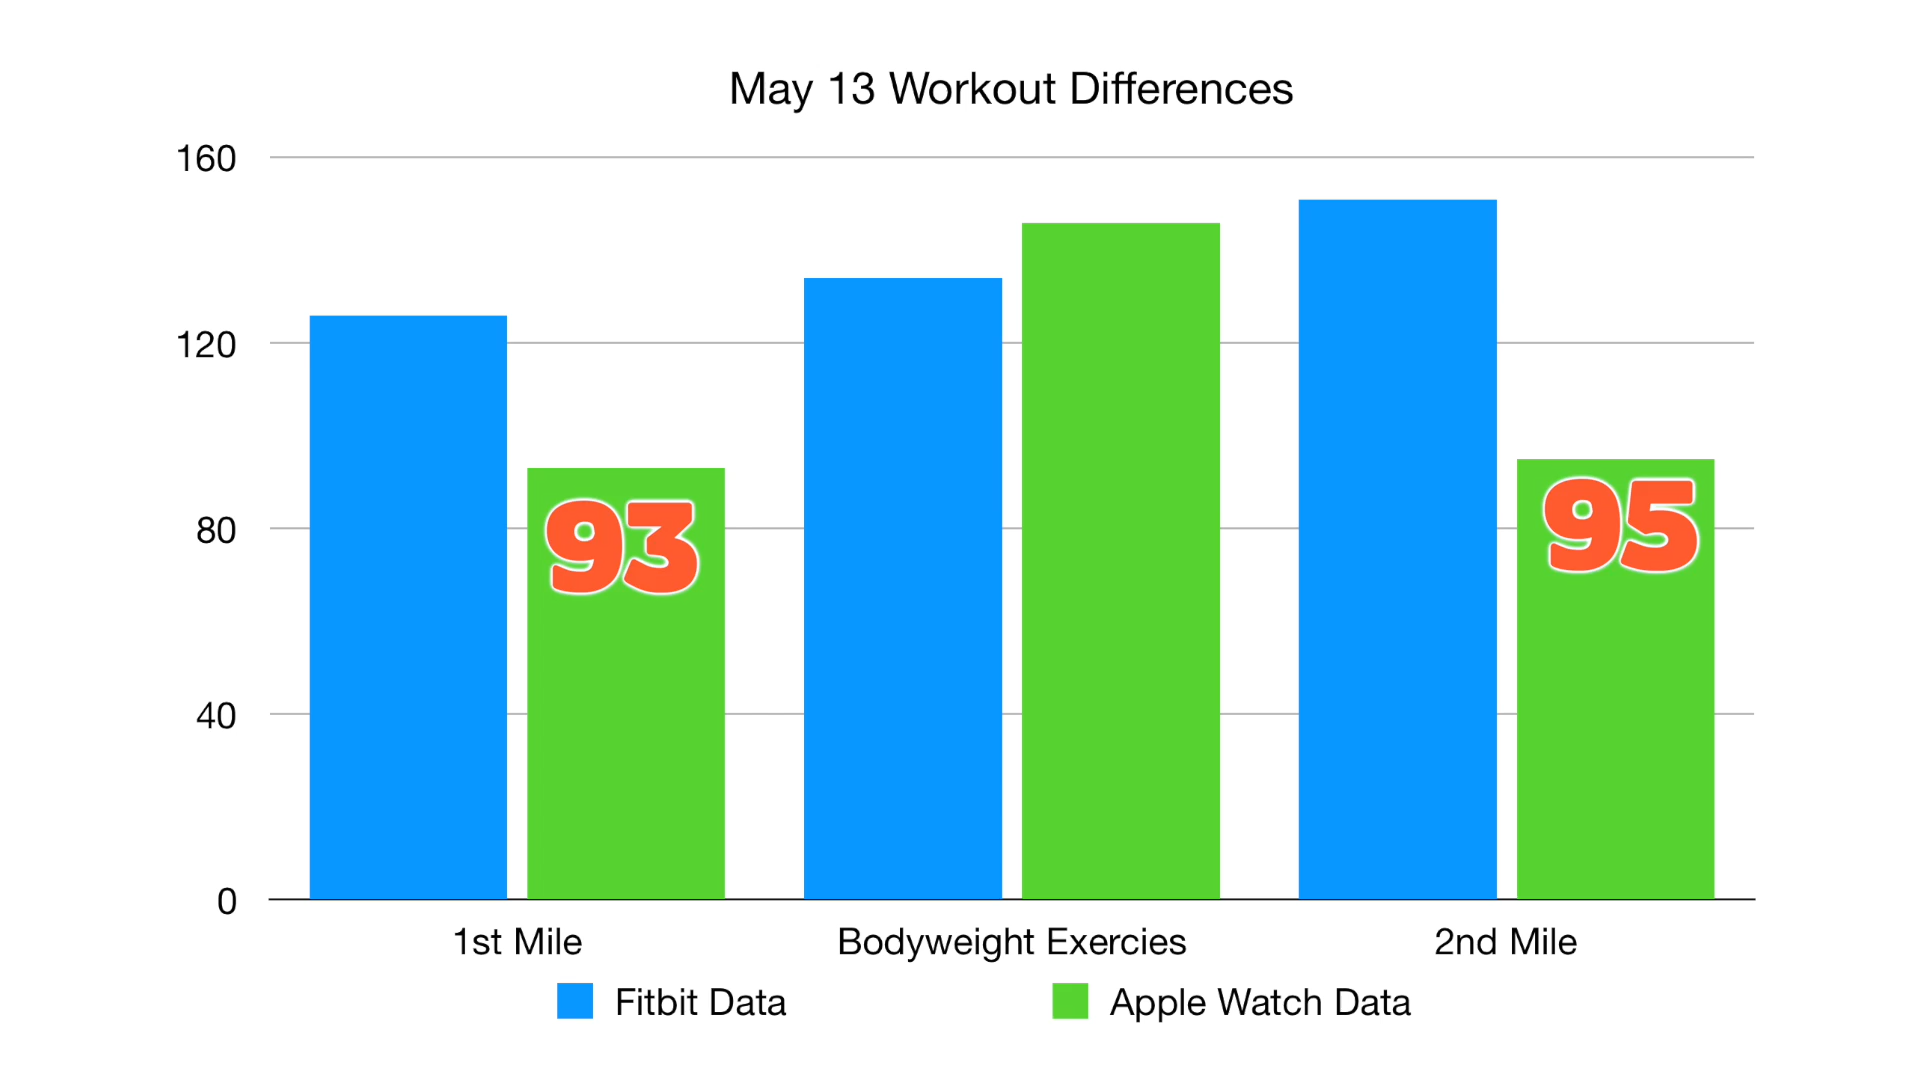 May 13 Workout Differences
160
120
80
40
0
93
95
1st Mile
Bodyweight Exercies
2nd Mile
Fitbit Data
Apple Watch Data